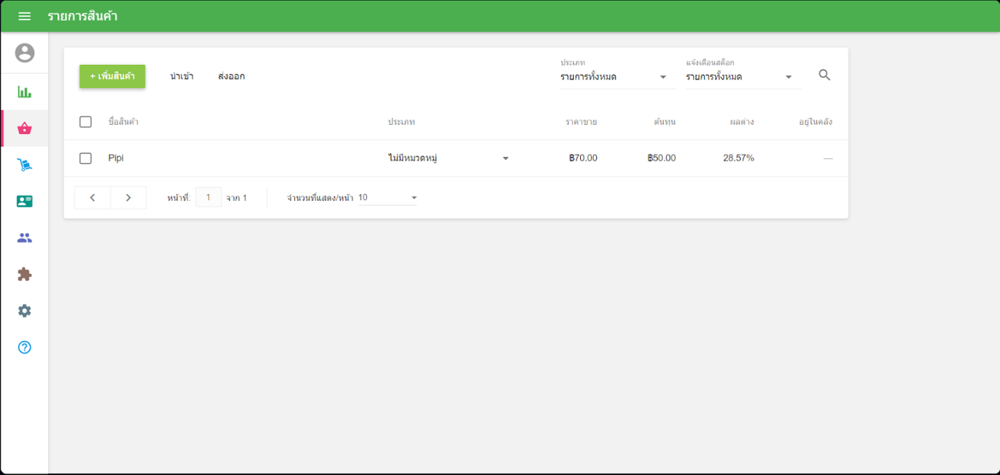 รายการสินค้า
+ เพิ่มสินค้า นำเข้า ส่งออก
ประเภท แจ้งเตือนสต็อก
รายการทั้งหมด รายการทั้งหมด
ชื่อสินค้า ประเภท ราคาขาย ต้นทุน ผลต่าง อยู่ในคลัง
Pipi ไม่มีหมวดหมู่ ฿70.00 ฿50.00 28.57% —
หน้าที่: 1 จาก 1 จำนวนที่แสดง/หน้า 10